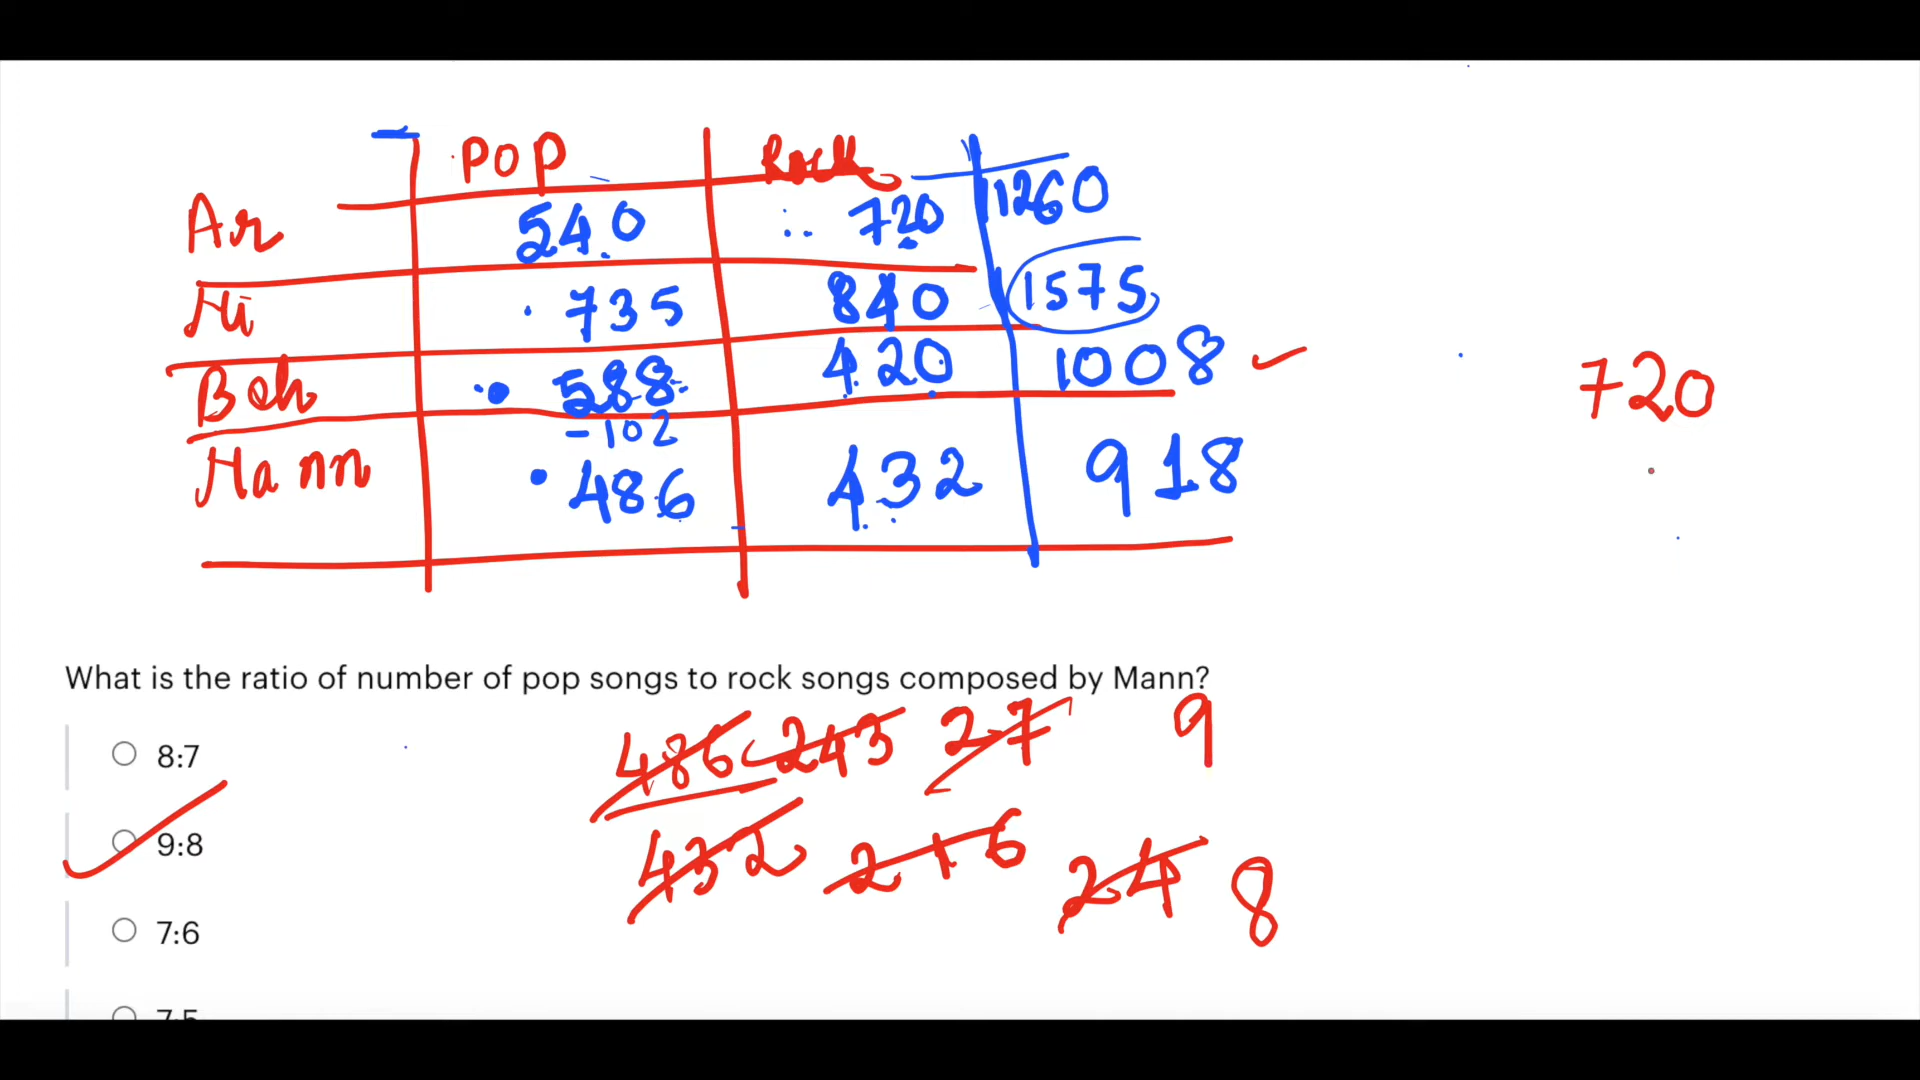 POP Rock
Ar 540 720 1260
Hi 735 840 1575
Beh 588 420 1008
720
-102
Mann 486 432 918
What is the ratio of number of pop songs to rock songs composed by Mann?
486 243 27 9
8:7
432 216 24 8
9:8
7:6
7:5